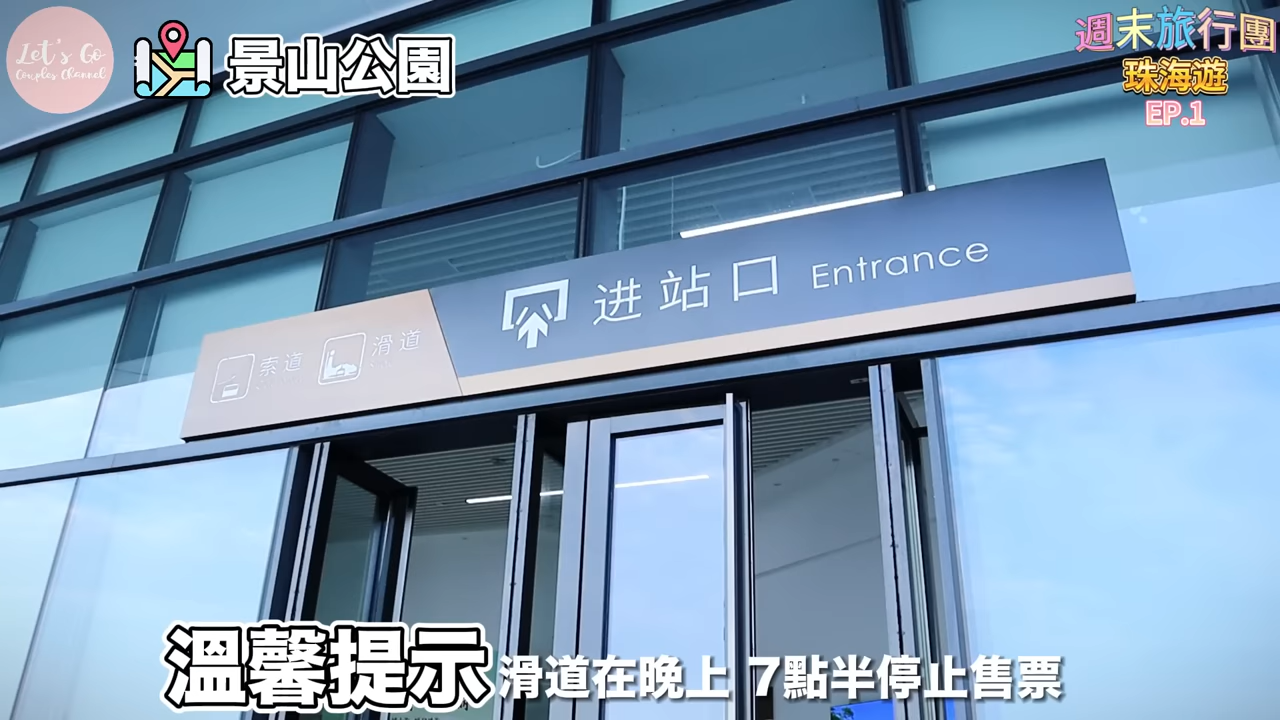 Let's Go
Couples Channel
景山公園
週末旅行團
珠海遊
EP.1
索道
滑道
进站口 Entrance
溫馨提示
滑道在晚上 7點半停止售票